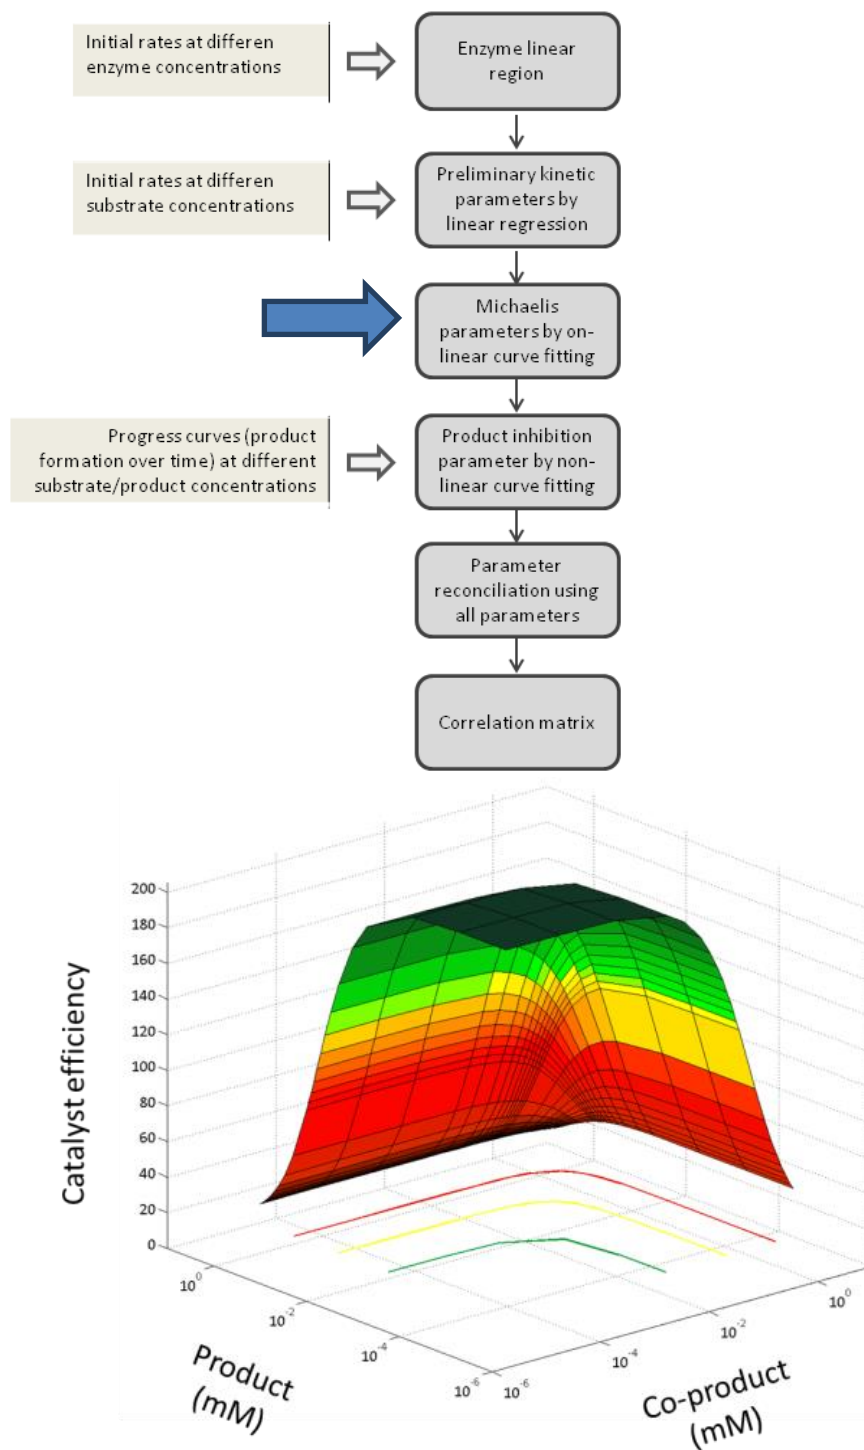 Initial rates at differen
enzyme concentrations
Enzyme linear
region
Initial rates at differen
substrate concentrations
Preliminary kinetic
parameters by
linear regression
Michaelis
parameters by on-
linear curve fitting
Progress curves (product
formation over time) at different
substrate/product concentrations
Product inhibition
parameter by non-
linear curve fitting
Parameter
reconciliation using
all parameters
Correlation matrix
Catalyst efficiency
200
180
160
140
120
100
80
60
40
20
0
10⁰
10⁻²
10⁻⁴
10⁻⁶
Product
(mM)
10⁻⁶
10⁻⁴
10⁻²
10⁰
Co-product
(mM)